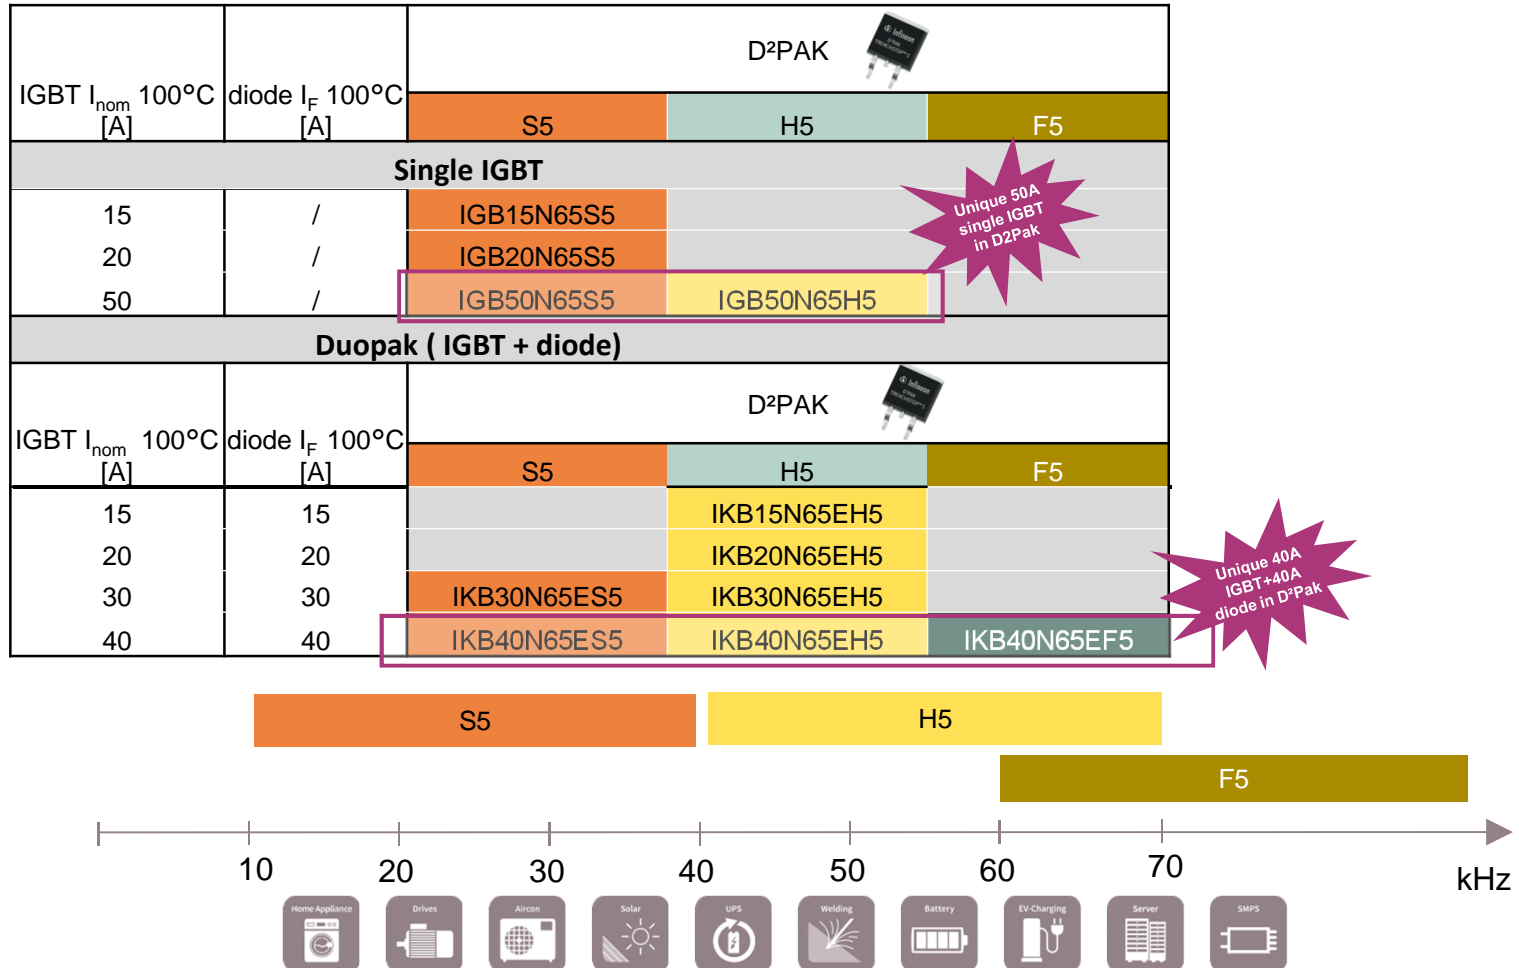 D²PAK
IGBT Inom 100°C
[A]
diode IF 100°C
[A]
S5
H5
F5
Single IGBT
15
/
IGB15N65S5
20
/
IGB20N65S5
50
/
IGB50N65S5
IGB50N65H5
Unique 50A
single IGBT
in D2Pak
Duopak ( IGBT + diode)
D²PAK
IGBT Inom 100°C
[A]
diode IF 100°C
[A]
S5
H5
F5
15
15
IKB15N65EH5
20
20
IKB20N65EH5
30
30
IKB30N65ES5
IKB30N65EH5
40
40
IKB40N65ES5
IKB40N65EH5
IKB40N65EF5
Unique 40A
IGBT+40A
diode in D²Pak
S5
H5
F5
10
20
30
40
50
60
70
kHz
Home Appliance
Drives
Aircon
Solar
UPS
Welding
Battery
EV-Charging
Server
SMPS